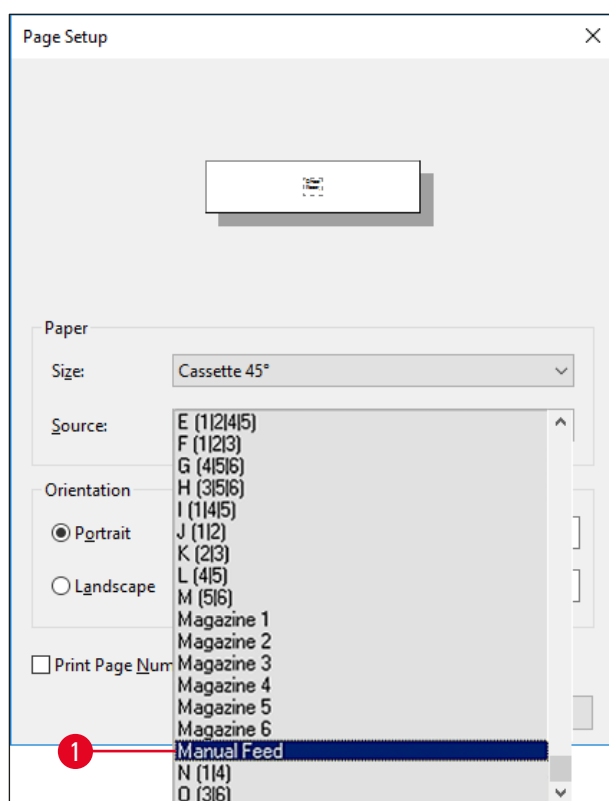 Page Setup
Paper
Size:
Cassette 45°
Source:
E (1|2|4|5)
F (1|2|3)
G (4|5|6)
H (3|5|6)
I (1|4|5)
J (1|2)
K (2|3)
L (4|5)
M (5|6)
Magazine 1
Magazine 2
Magazine 3
Magazine 4
Magazine 5
Magazine 6
Manual Feed
N (1|4)
O (3|6)
Orientation
Portrait
Landscape
Print Page Num
1